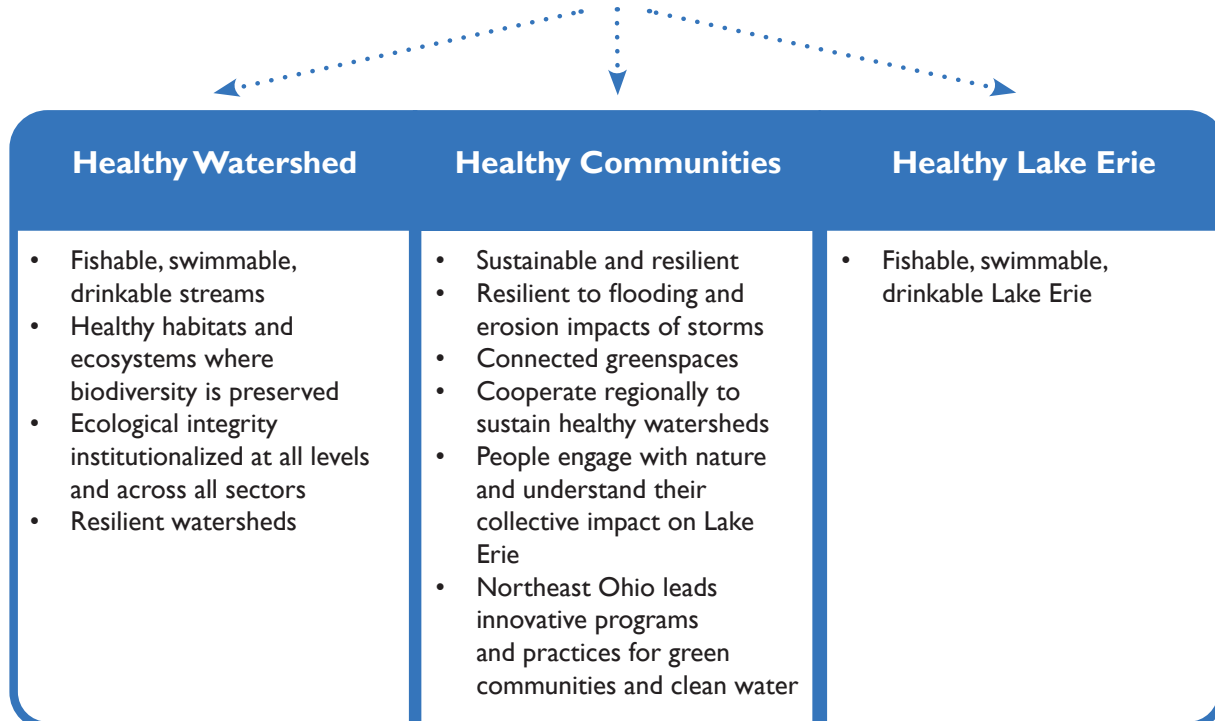 Healthy Watershed
• Fishable, swimmable,
drinkable streams
• Healthy habitats and
ecosystems where
biodiversity is preserved
• Ecological integrity
institutionalized at all levels
and across all sectors
• Resilient watersheds
Healthy Communities
• Sustainable and resilient
• Resilient to flooding and
erosion impacts of storms
• Connected greenspaces
• Cooperate regionally to
sustain healthy watersheds
• People engage with nature
and understand their
collective impact on Lake
Erie
• Northeast Ohio leads
innovative programs
and practices for green
communities and clean water
Healthy Lake Erie
• Fishable, swimmable,
drinkable Lake Erie